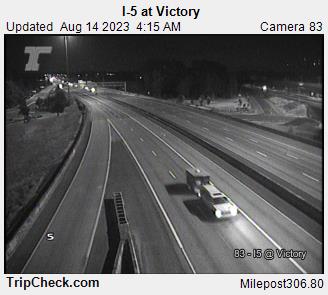 I-5 at Victory
Updated Aug 14 2023 4:15 AM
Camera 83
T
S
83 - I5 @ Victory
TripCheck.com
Milepost306.80